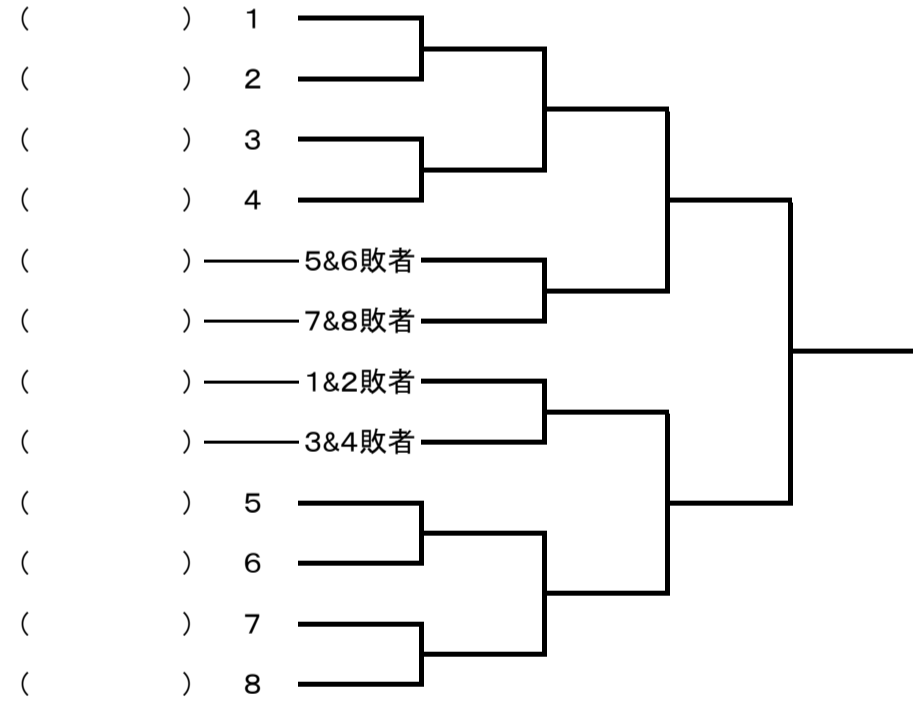 (　　　) 1
(　　　) 2
(　　　) 3
(　　　) 4
(　　　) 5&6敗者
(　　　) 7&8敗者
(　　　) 1&2敗者
(　　　) 3&4敗者
(　　　) 5
(　　　) 6
(　　　) 7
(　　　) 8